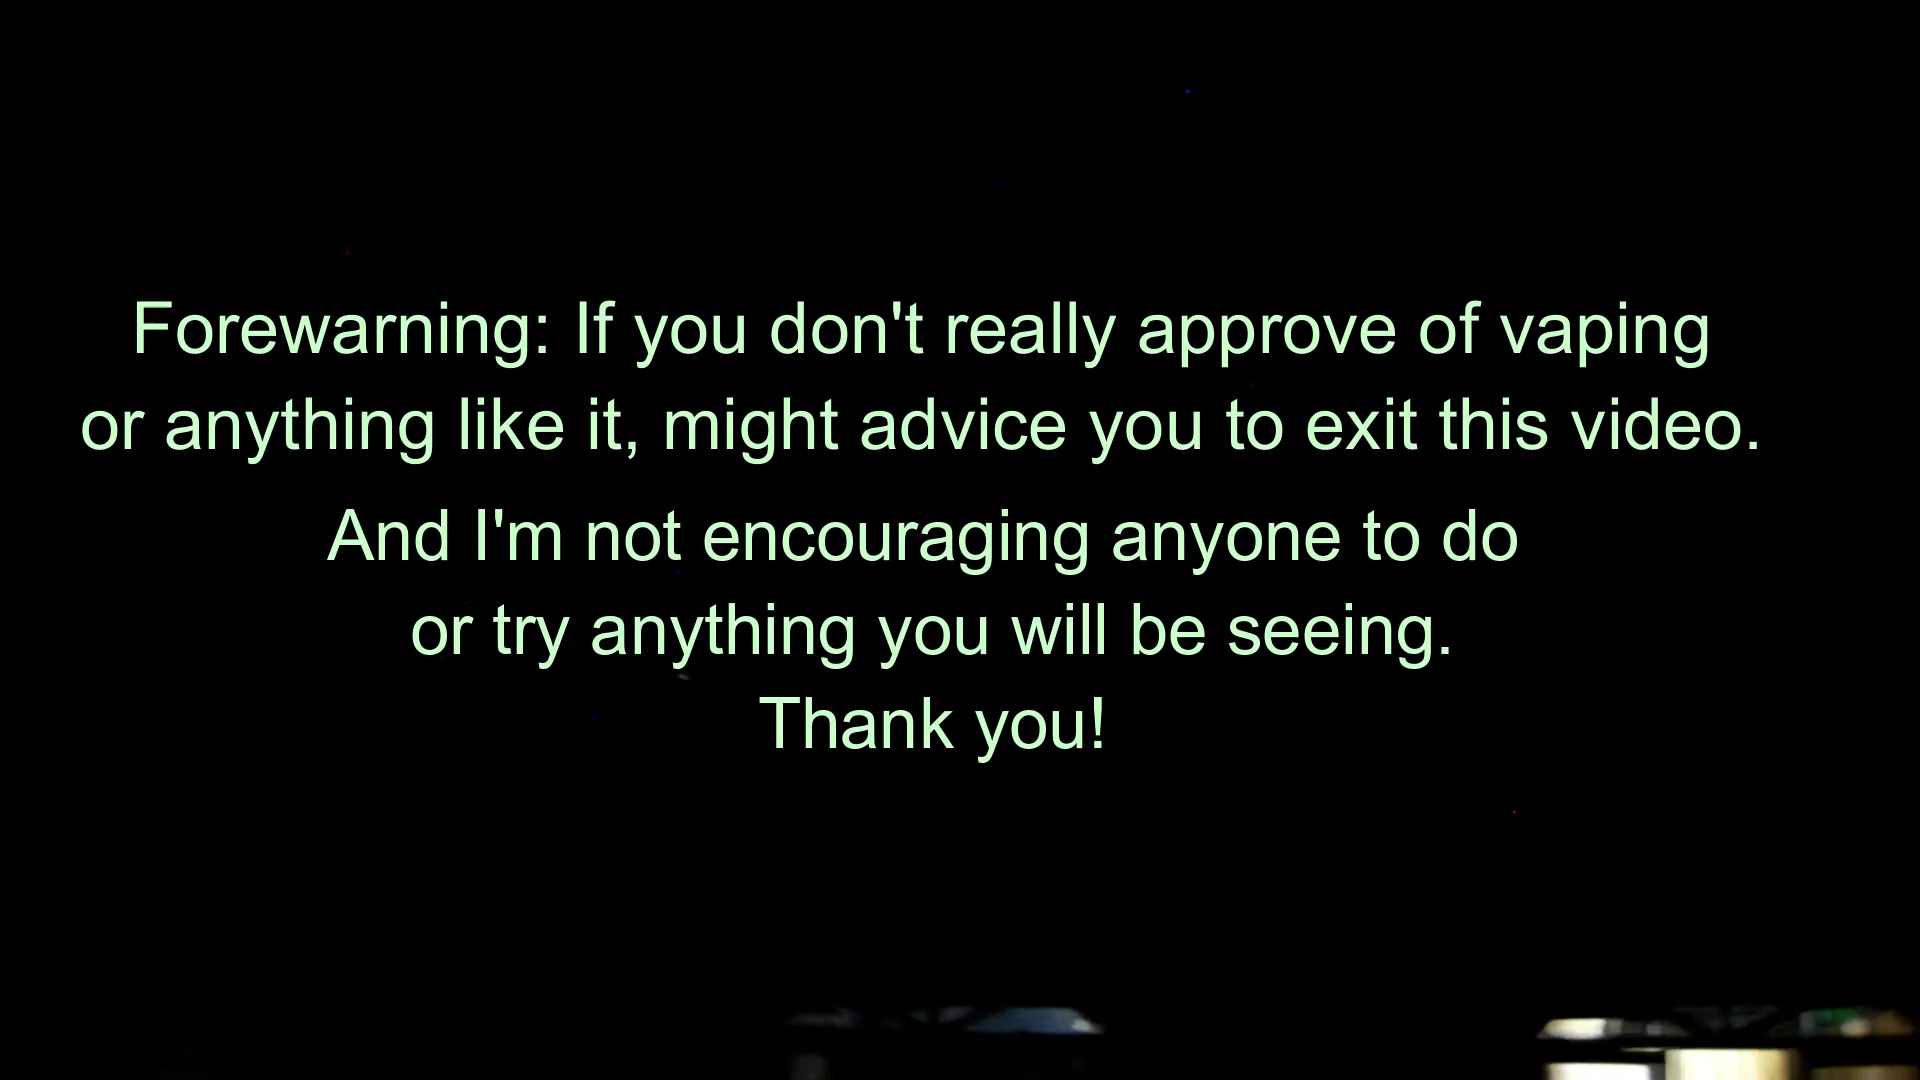 Forewarning: If you don't really approve of vaping
or anything like it, might advice you to exit this video.
And I'm not encouraging anyone to do
or try anything you will be seeing.
Thank you!